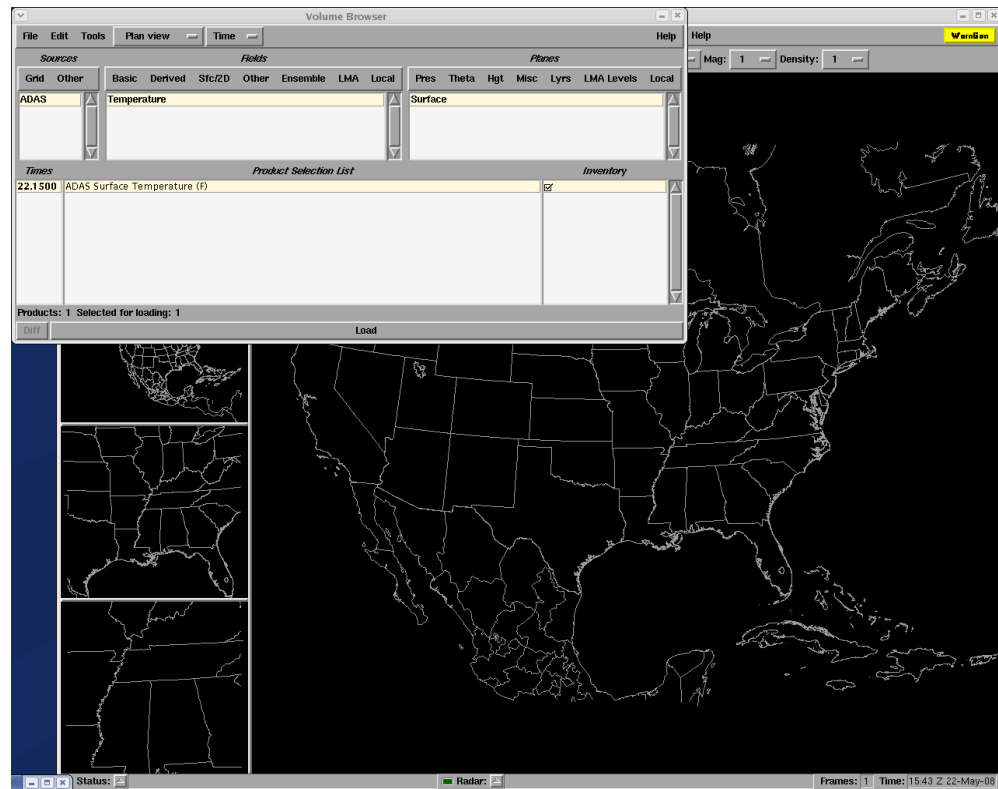 Volume Browser
File Edit Tools Plan view Time Help
Sources Fields Planes
Grid Other Basic Derived Sfc/2D Other Ensemble LMA Local Pres Theta Hgt Misc Lyrs LMA Levels Local
ADAS Temperature Surface
Times Product Selection List Inventory
22.1500 ADAS Surface Temperature (F)
Products: 1 Selected for loading: 1
Diff Load
Help WarnGen
Mag: 1 Density: 1
Status: Radar: Frames: 1 Time: 15:43 Z 22-May-08